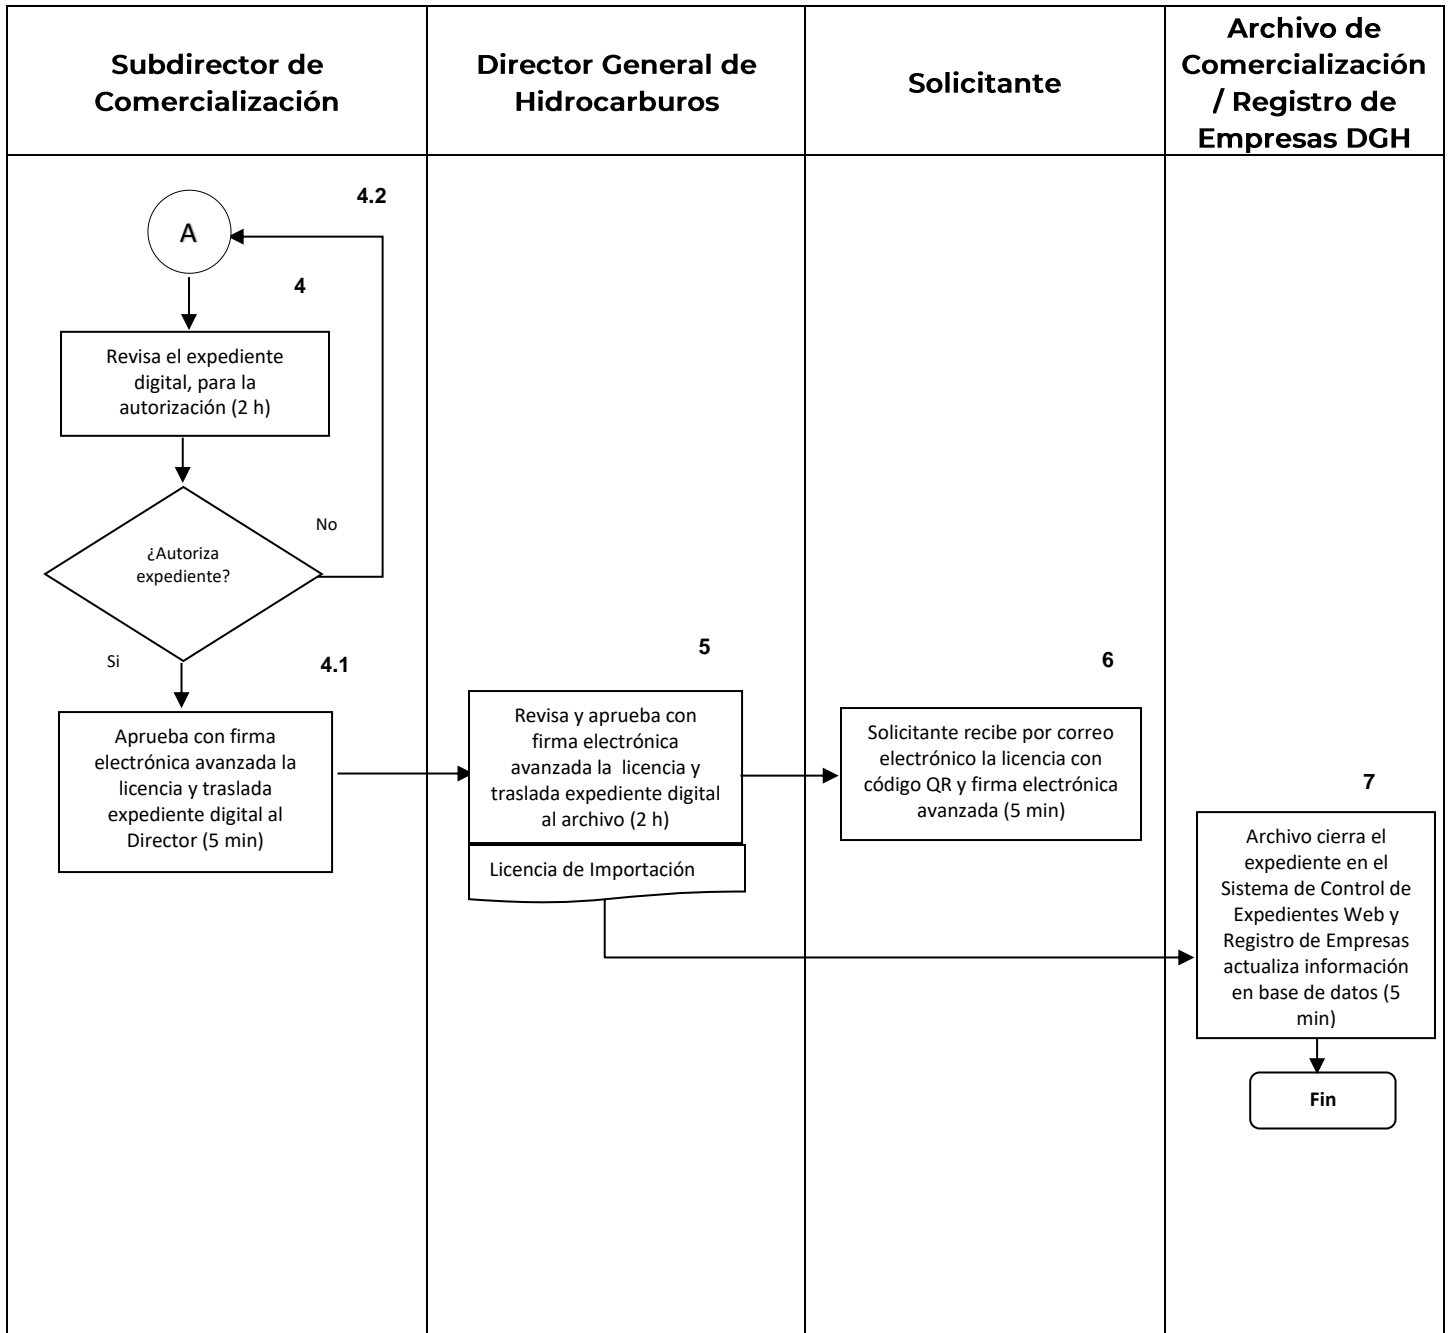 Subdirector de
Comercialización
Director General de
Hidrocarburos
Solicitante
Archivo de
Comercialización
/ Registro de
Empresas DGH
4.2
A
4
Revisa el expediente
digital, para la
autorización (2 h)
No
¿Autoriza
expediente?
Si
4.1
Aprueba con firma
electrónica avanzada la
licencia y traslada
expediente digital al
Director (5 min)
5
Revisa y aprueba con
firma electrónica
avanzada la licencia y
traslada expediente digital
al archivo (2 h)
Licencia de Importación
6
Solicitante recibe por correo
electrónico la licencia con
código QR y firma electrónica
avanzada (5 min)
7
Archivo cierra el
expediente en el
Sistema de Control de
Expedientes Web y
Registro de Empresas
actualiza información
en base de datos (5
min)
Fin